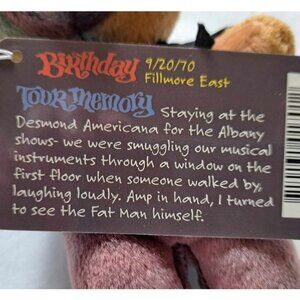 Birthday 9/20/70
Fillmore East
Tour Memory Staying at the
Desmond Americana for the Albany
shows- we were smuggling our musical
instruments through a window on the
first floor when someone walked by,
laughing loudly. Amp in hand, I turned
to see the Fat Man himself.